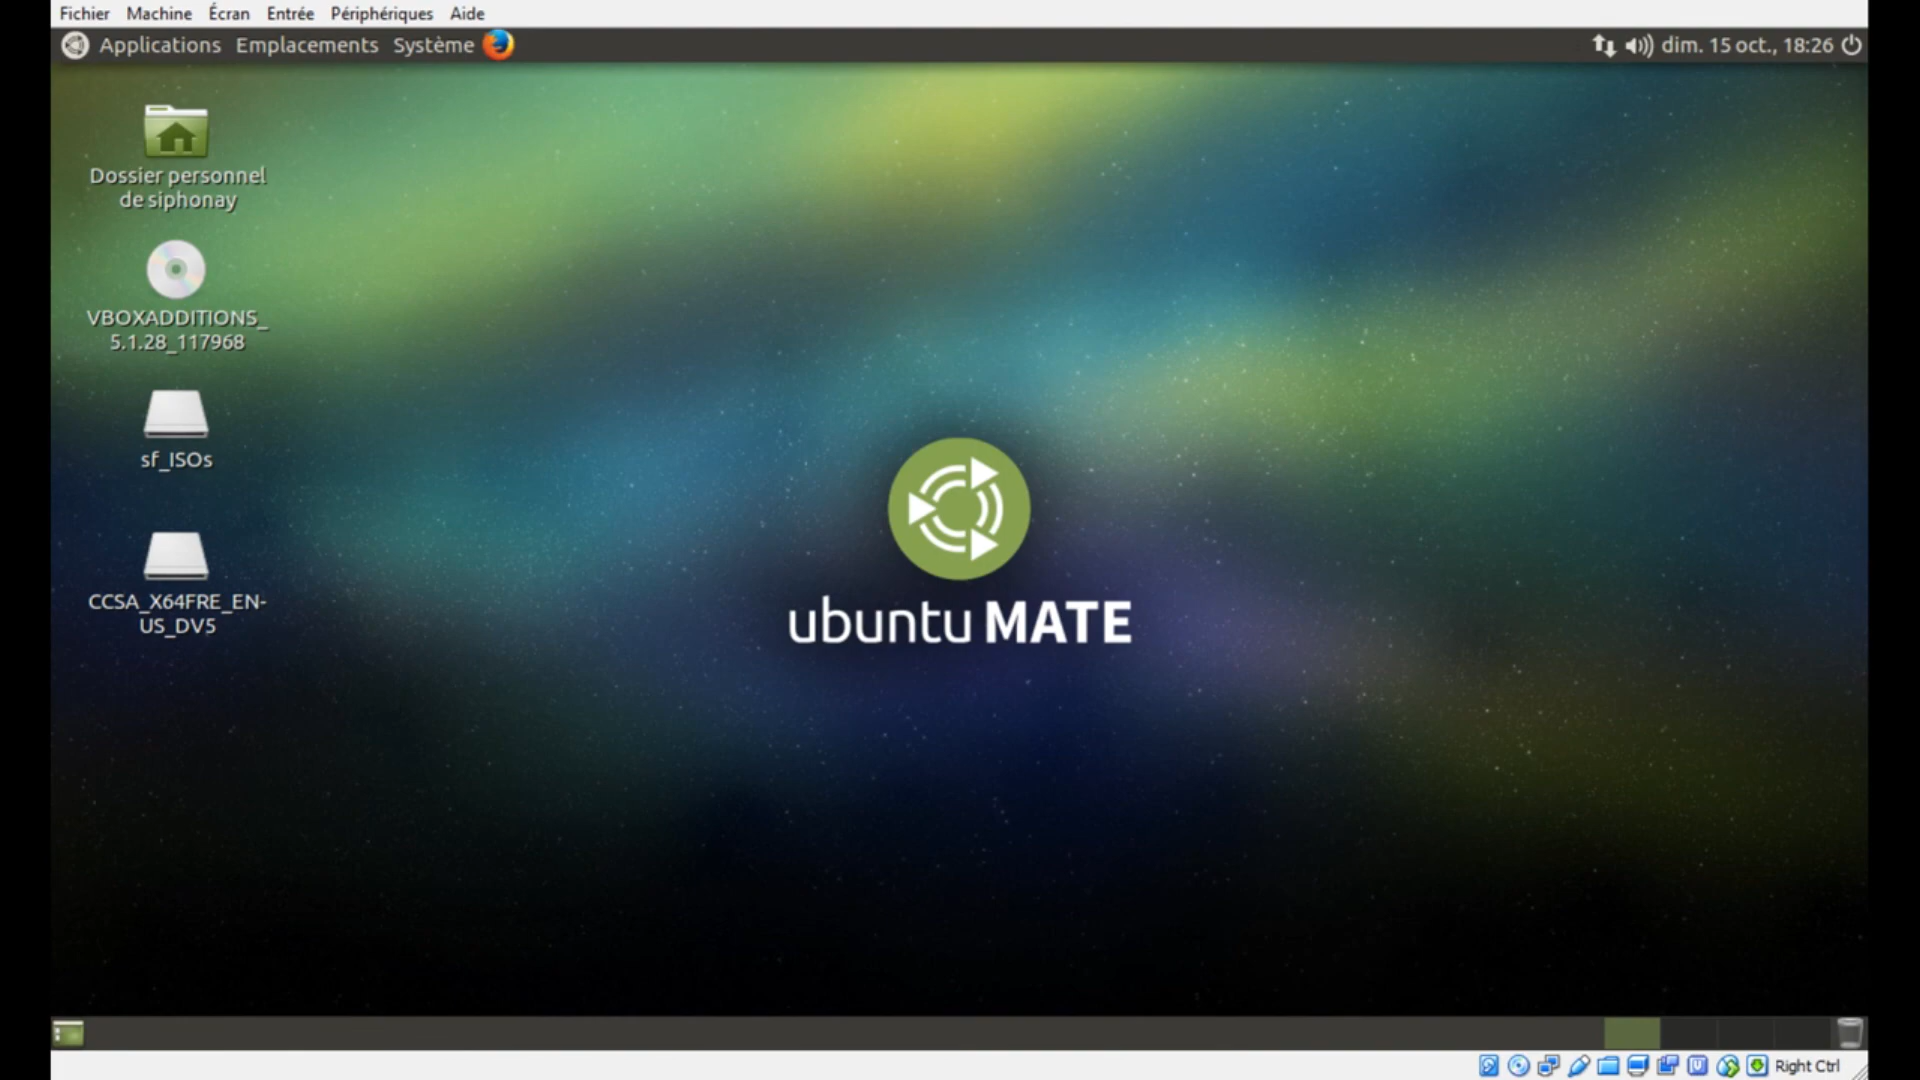 Fichier Machine Écran Entrée Périphériques Aide
Applications Emplacements Système dim. 15 oct., 18:26
Dossier personnel
de siphonay
VBOXADDITIONS_
5.1.28_117968
sf_ISOs
CCSA_X64FRE_EN-
US_DV5
ubuntu MATE
Right Ctrl